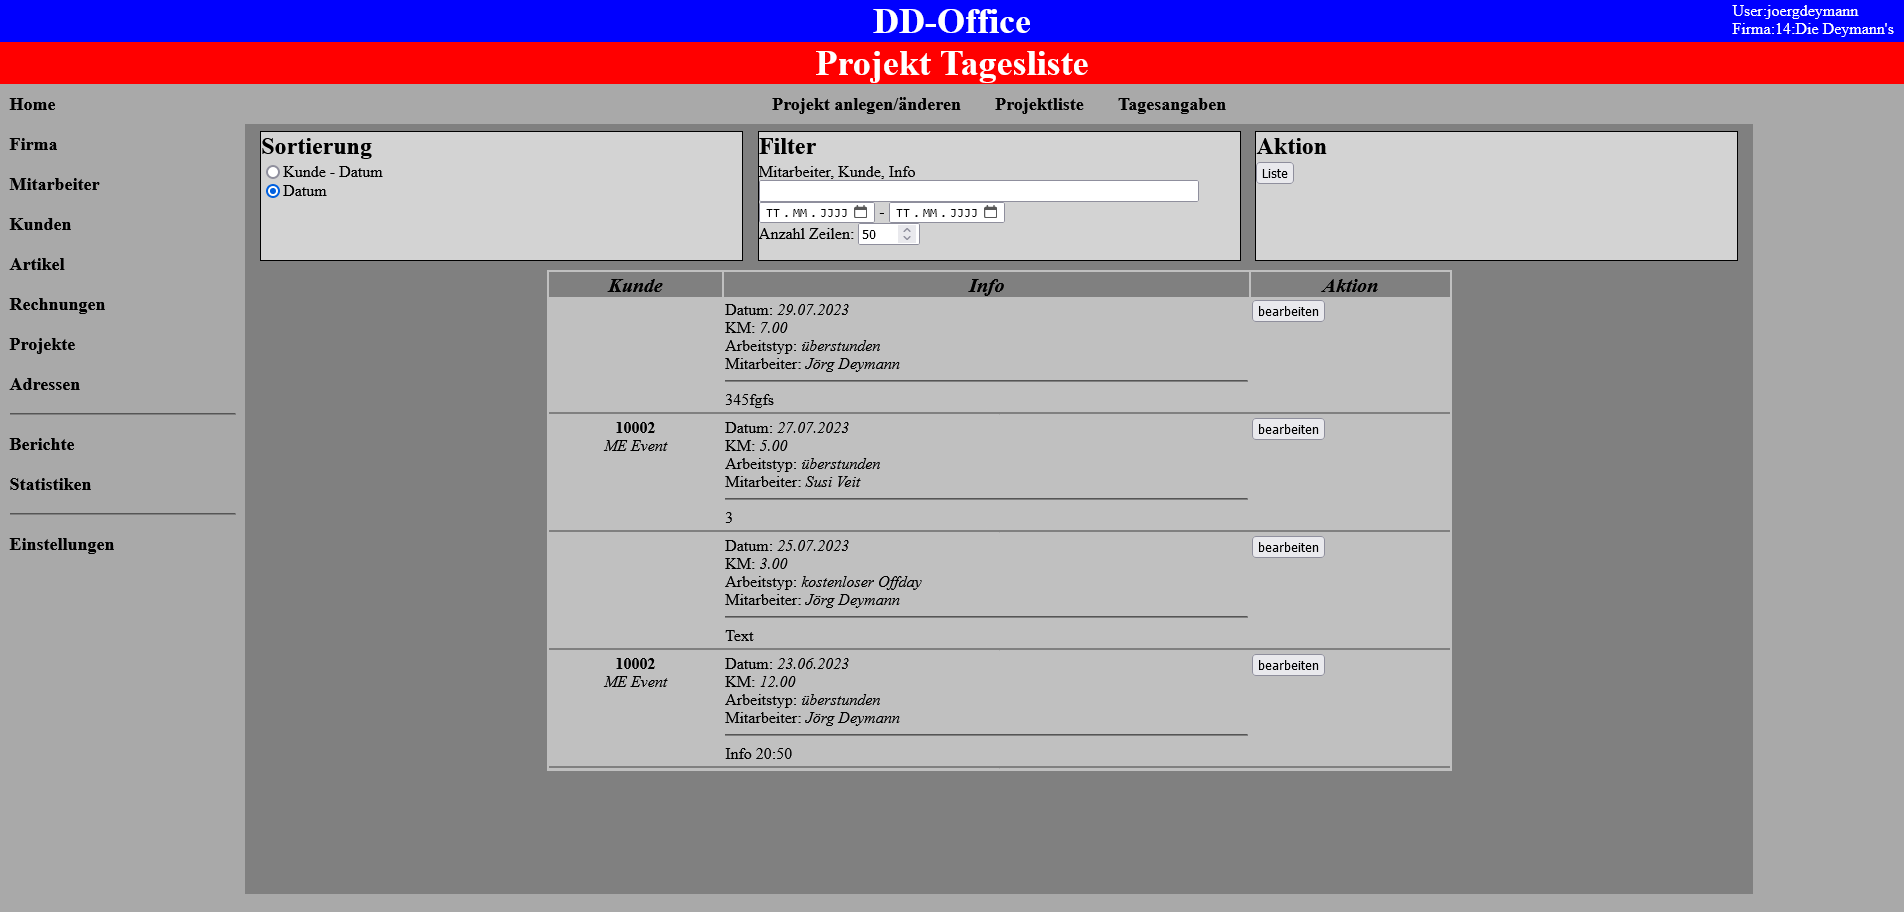 DD-Office
User:joergdeymann
Firma:14:Die Deymann's
Projekt Tagesliste
Home
Projekt anlegen/änderen Projektliste Tagesangaben
Firma
Mitarbeiter
Kunden
Artikel
Rechnungen
Projekte
Adressen
Berichte
Statistiken
Einstellungen
Sortierung
Kunde - Datum
Datum
Filter
Mitarbeiter, Kunde, Info
TT.MM.JJJJ - TT.MM.JJJJ
Anzahl Zeilen: 50
Aktion
Liste
Kunde Info Aktion
Datum: 29.07.2023 bearbeiten
KM: 7.00
Arbeitstyp: überstunden
Mitarbeiter: Jörg Deymann
345fgfs
10002 Datum: 27.07.2023 bearbeiten
ME Event KM: 5.00
Arbeitstyp: überstunden
Mitarbeiter: Susi Veit
3
Datum: 25.07.2023 bearbeiten
KM: 3.00
Arbeitstyp: kostenloser Offday
Mitarbeiter: Jörg Deymann
Text
10002 Datum: 23.06.2023 bearbeiten
ME Event KM: 12.00
Arbeitstyp: überstunden
Mitarbeiter: Jörg Deymann
Info 20:50